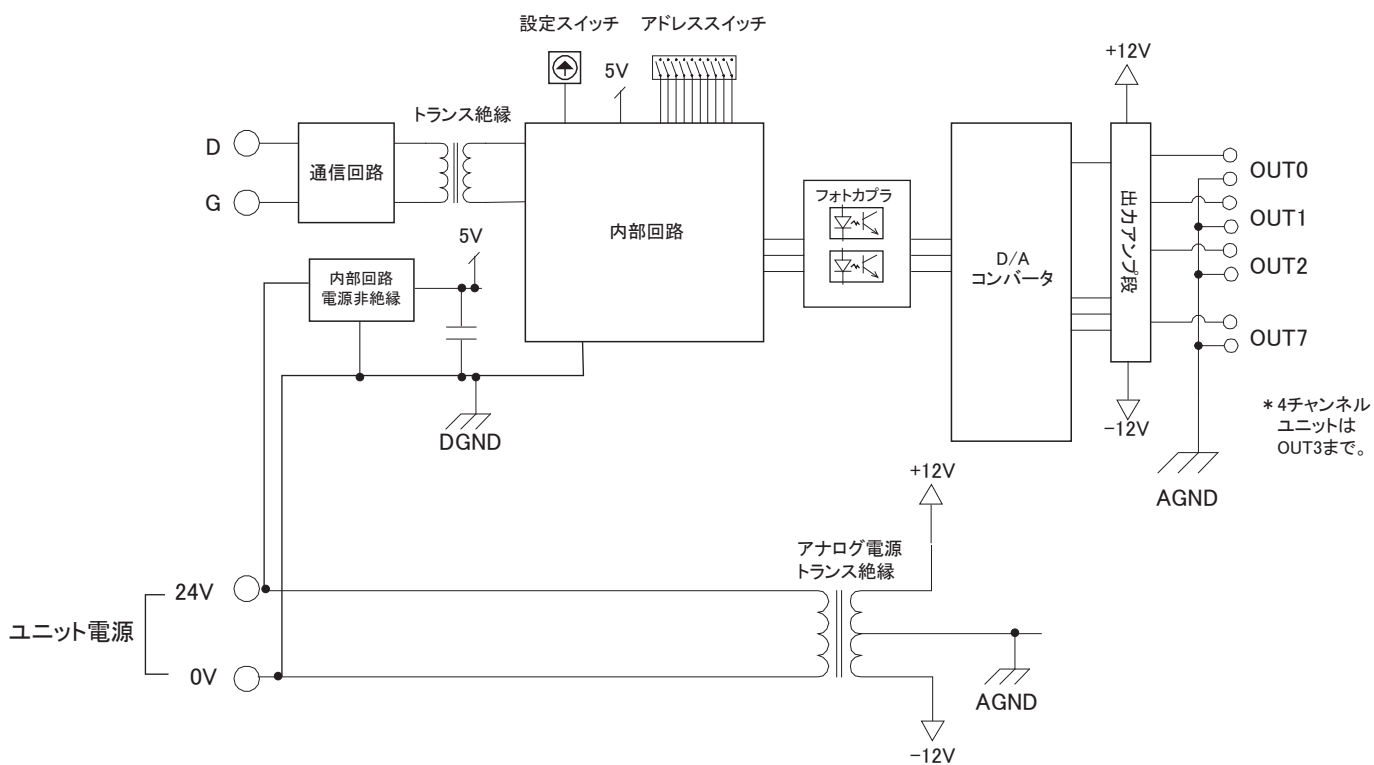 設定スイッチ アドレススイッチ
5V
+12V
トランス絶縁
D
G
通信回路
内部回路
フォトカプラ
D/A
コンバータ
出力アンプ段
OUT0
OUT1
OUT2
OUT7
5V
内部回路
電源非絶縁
DGND
-12V
AGND
*4チャンネル
ユニットは
OUT3まで。
+12V
アナログ電源
トランス絶縁
24V
ユニット電源
0V
AGND
-12V